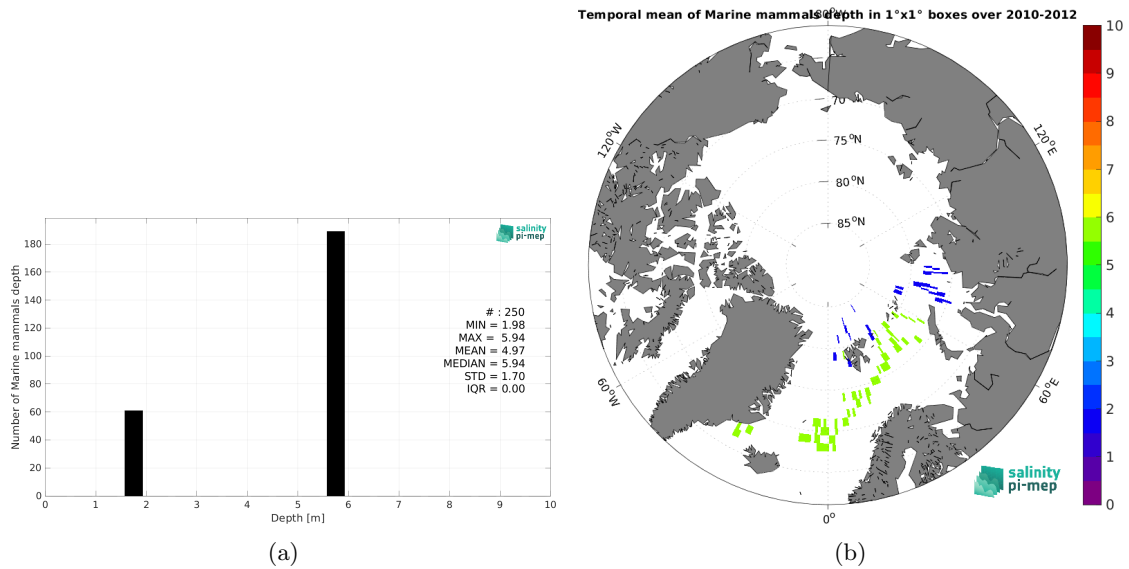 Number of Marine mammals depth
180
160
140
120
100
80
60
40
20
0
salinity
pi-mep
# : 250
MIN = 1.98
MAX = 5.94
MEAN = 4.97
MEDIAN = 5.94
STD = 1.70
IQR = 0.00
0 1 2 3 4 5 6 7 8 9 10
Depth [m]
(a)
Temporal mean of Marine mammals depth in 1°x1° boxes over 2010-2012
180°W
120°W
120°E
70°
75°N
80°N
85°N
60°W
60°E
0°
salinity
pi-mep
10
9
8
7
6
5
4
3
2
1
0
(b)